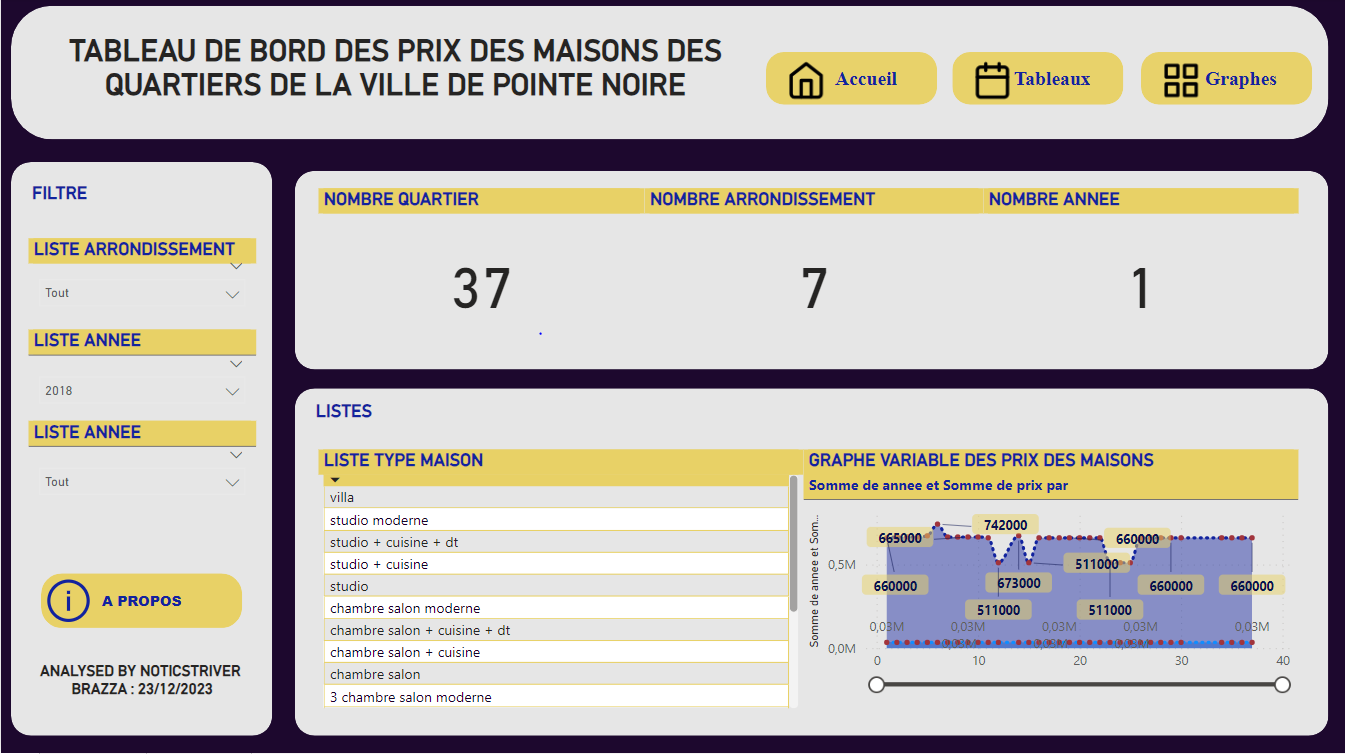 TABLEAU DE BORD DES PRIX DES MAISONS DES
QUARTIERS DE LA VILLE DE POINTE NOIRE
Accueil
Tableaux
Graphes
FILTRE
LISTE ARRONDISSEMENT
Tout
LISTE ANNEE
2018
LISTE ANNEE
Tout
A PROPOS
ANALYSED BY NOTICSTRIVER
BRAZZA : 23/12/2023
NOMBRE QUARTIER
NOMBRE ARRONDISSEMENT
NOMBRE ANNEE
37
7
1
LISTES
LISTE TYPE MAISON
villa
studio moderne
studio + cuisine + dt
studio + cuisine
studio
chambre salon moderne
chambre salon + cuisine + dt
chambre salon + cuisine
chambre salon
3 chambre salon moderne
GRAPHE VARIABLE DES PRIX DES MAISONS
Somme de annee et Somme de prix par
Somme de annee et Som...
0,5M
0,0M
665000
742000
660000
511000
660000
673000
660000
660000
511000
511000
0,03M
0,03M
0,03M
0,03M
0,03M
0,03M
0,03M
0,03M
0
10
20
30
40